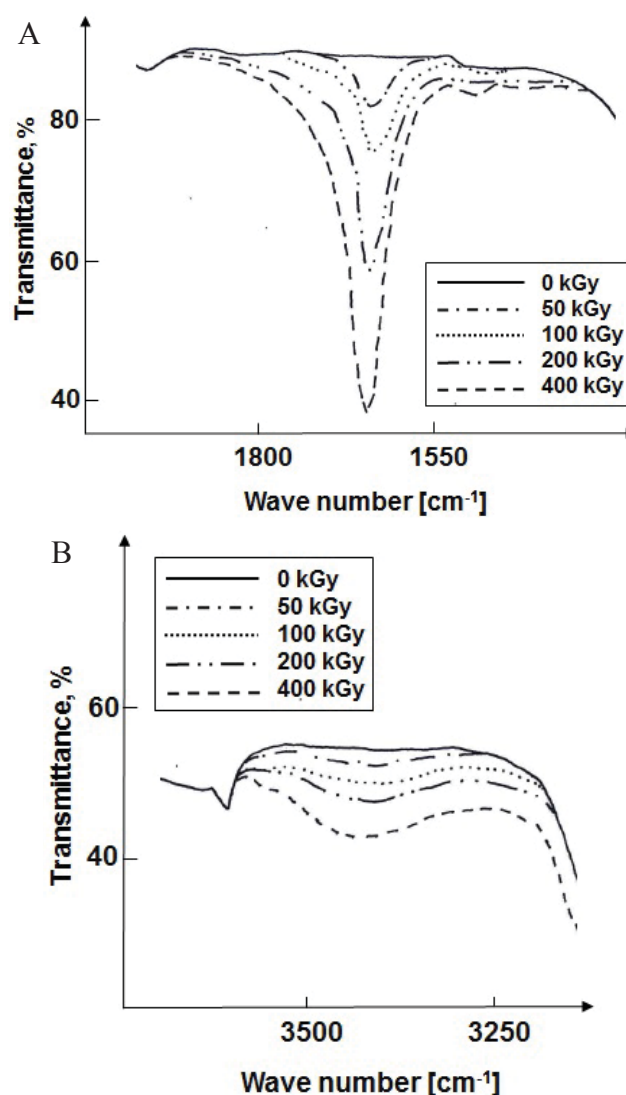 A
Transmittance, %
80
60
40
0 kGy
50 kGy
100 kGy
200 kGy
400 kGy
1800 1550
Wave number [cm-1]
B
0 kGy
50 kGy
100 kGy
200 kGy
400 kGy
Transmittance, %
60
40
3500 3250
Wave number [cm-1]